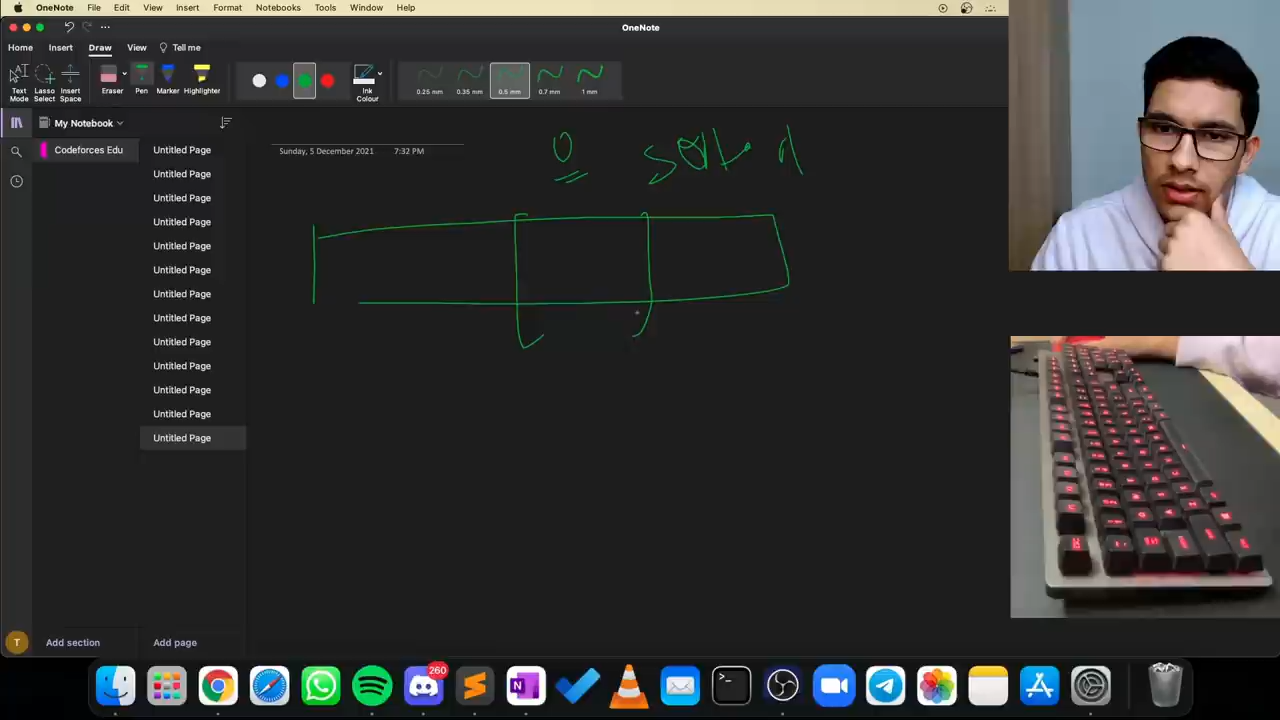 OneNote File Edit View Insert Format Notebooks Tools Window Help
OneNote
Home Insert Draw View Tell me
Text Mode
Lasso Select
Insert Space
Eraser
Pen
Marker
Highlighter
Ink Colour
0.25 mm
0.35 mm
0.5 mm
0.7 mm
1 mm
My Notebook
Codeforces Edu
Untitled Page
Untitled Page
Untitled Page
Untitled Page
Untitled Page
Untitled Page
Untitled Page
Untitled Page
Untitled Page
Untitled Page
Untitled Page
Untitled Page
Untitled Page
Sunday, 5 December 2021 7:32 PM
0
T Add section Add page
260